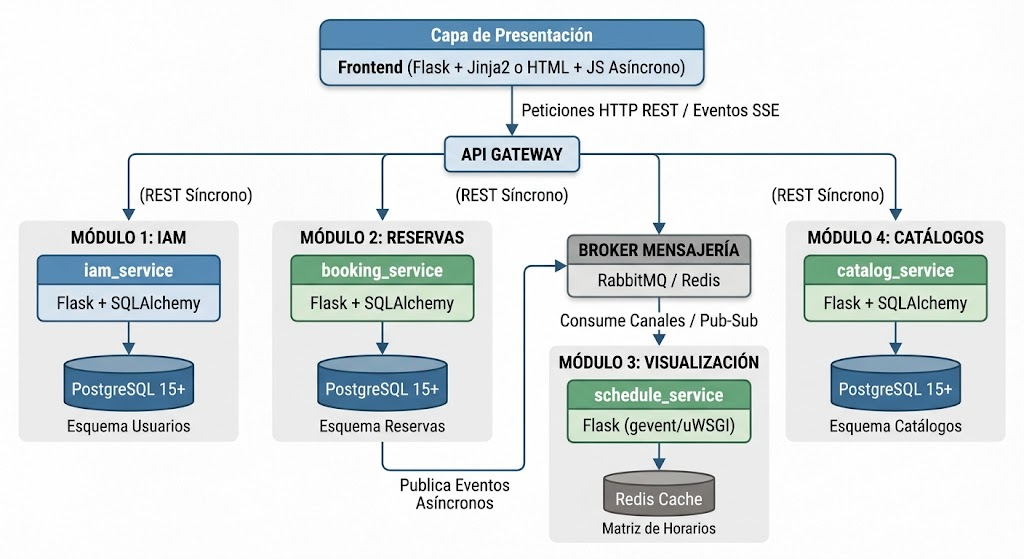 Capa de Presentación
Frontend (Flask + Jinja2 o HTML + JS Asíncrono)
Peticiones HTTP REST / Eventos SSE
API GATEWAY
(REST Síncrono)
(REST Síncrono)
(REST Síncrono)
MÓDULO 1: IAM
iam_service
Flask + SQLAlchemy
PostgreSQL 15+
Esquema Usuarios
MÓDULO 2: RESERVAS
booking_service
Flask + SQLAlchemy
PostgreSQL 15+
Esquema Reservas
Publica Eventos
Asíncronos
BROKER MENSAJERÍA
RabbitMQ / Redis
Consume Canales / Pub-Sub
MÓDULO 3: VISUALIZACIÓN
schedule_service
Flask (gevent/uWSGI)
Redis Cache
Matriz de Horarios
MÓDULO 4: CATÁLOGOS
catalog_service
Flask + SQLAlchemy
PostgreSQL 15+
Esquema Catálogos